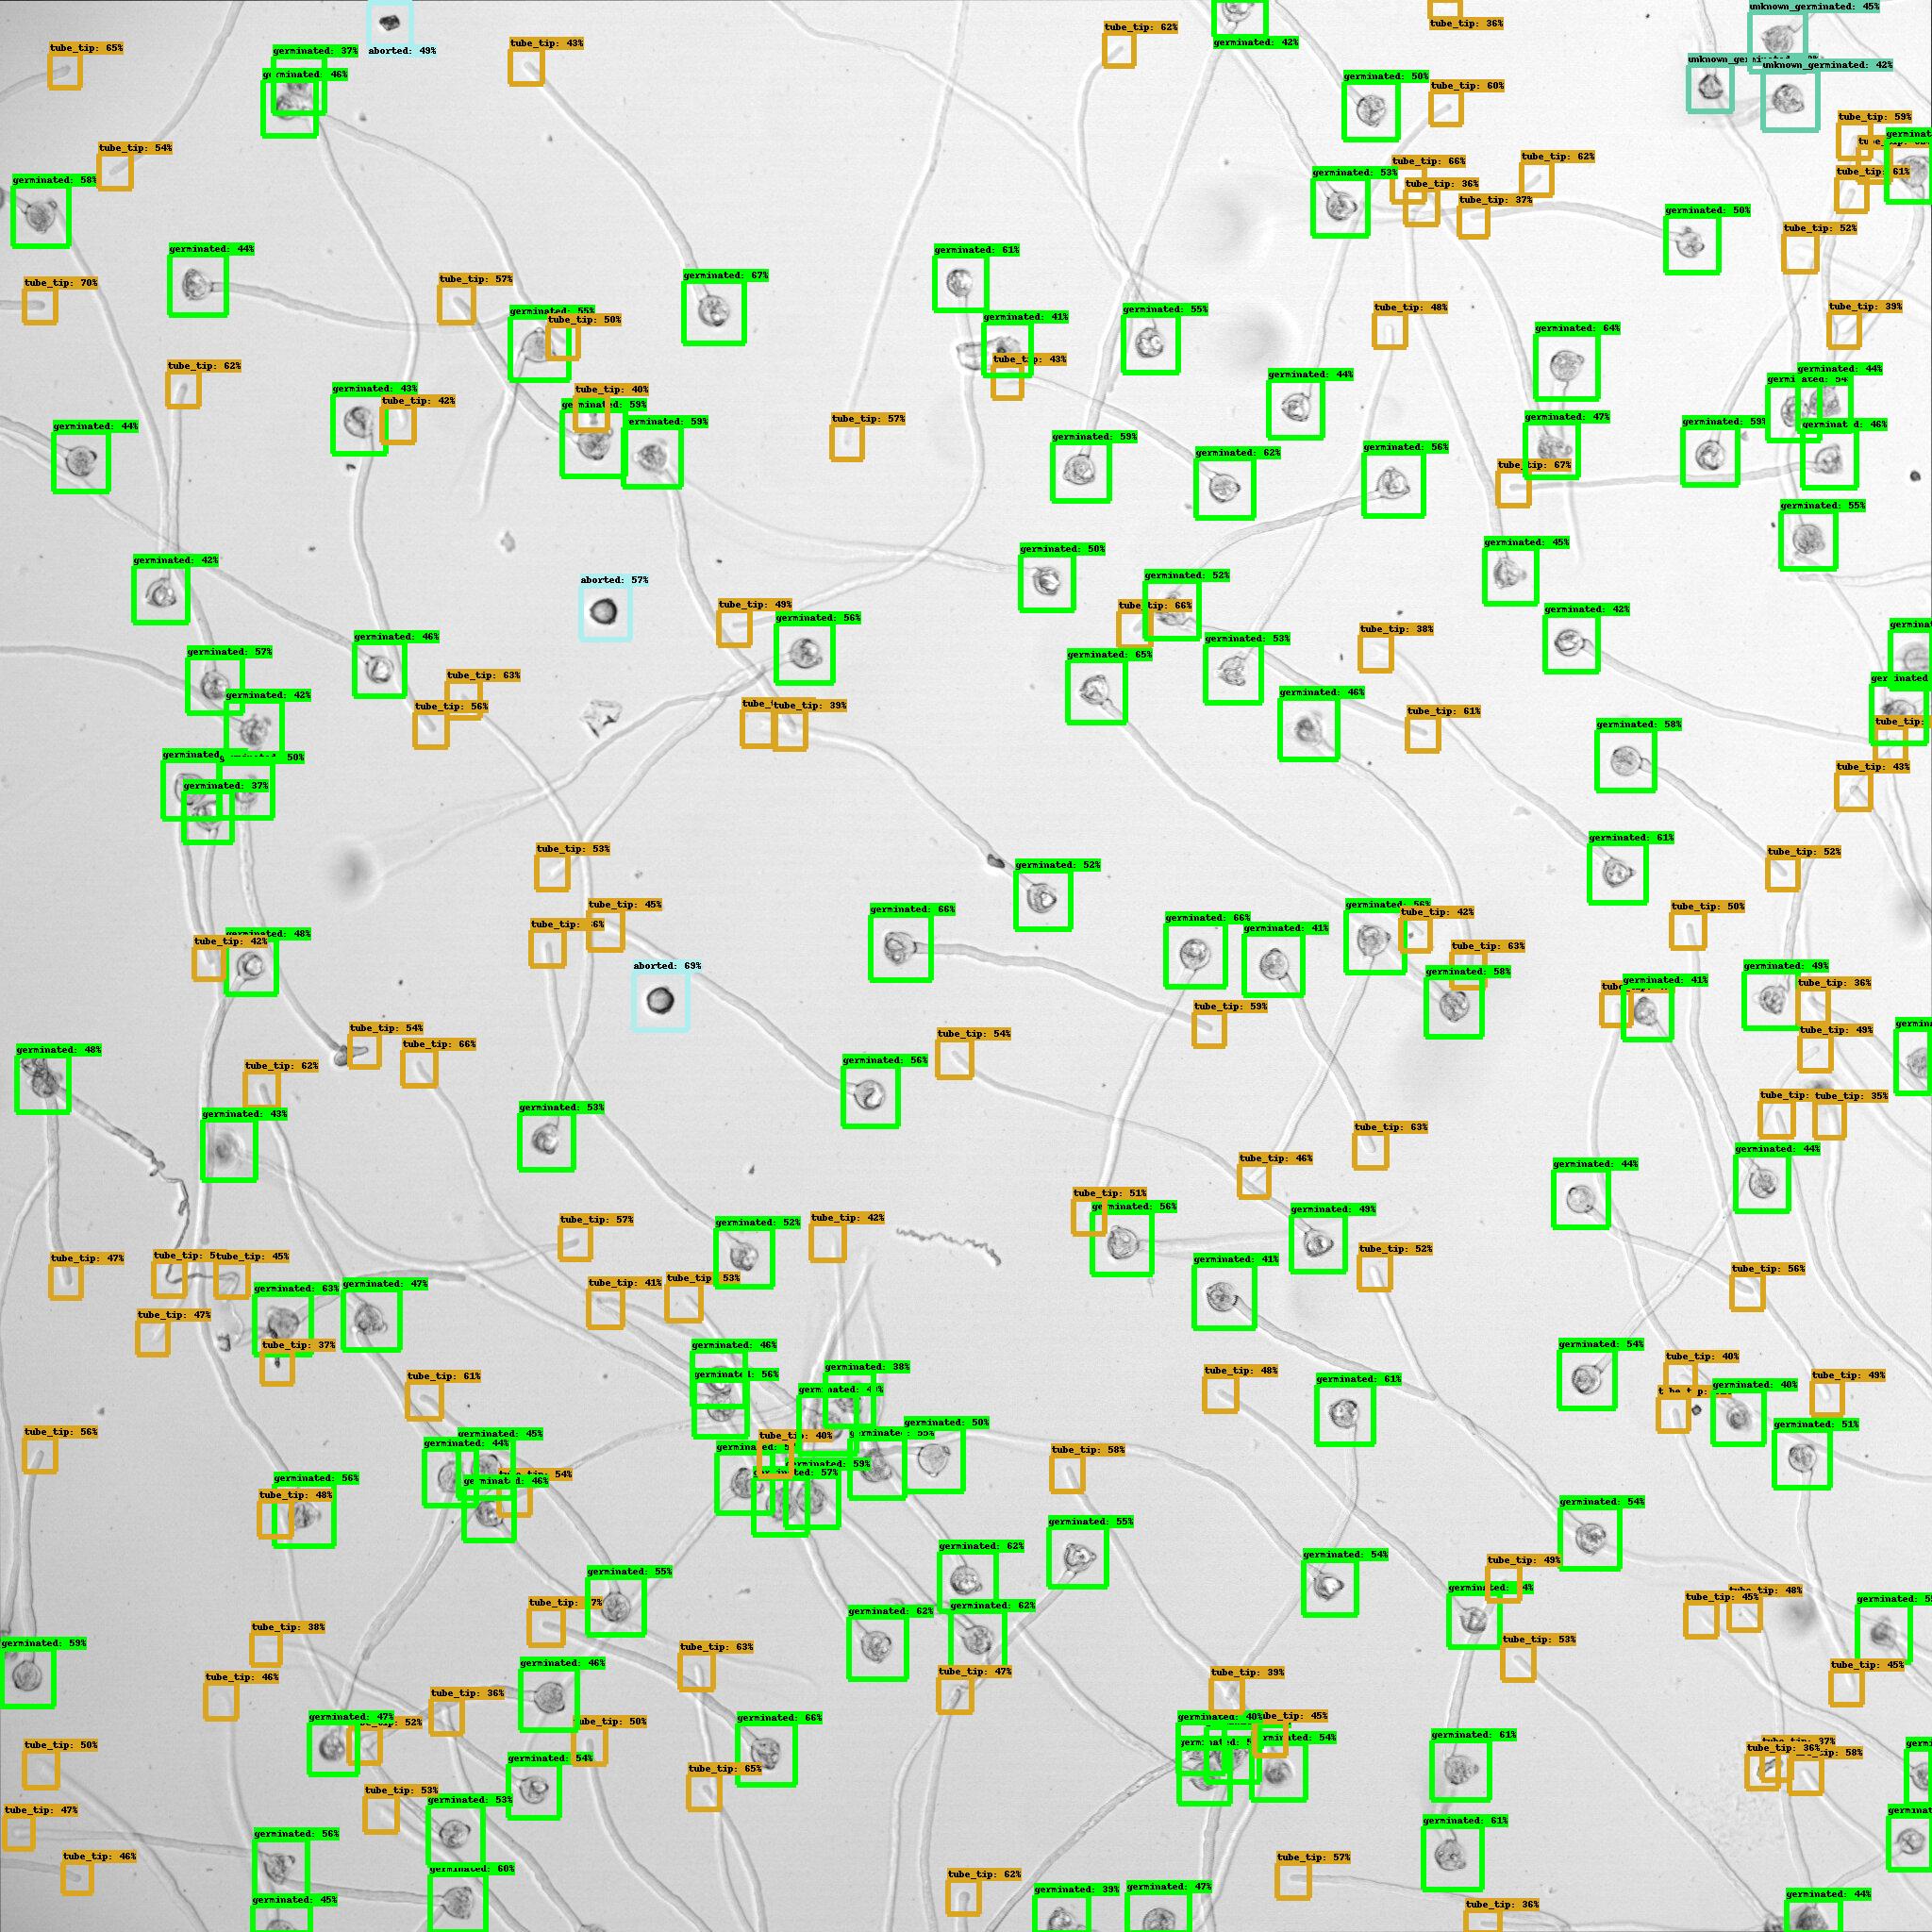 unknown_germinated: 45%
aborted: 49%
tube_tip: 36%
tube_tip: 62%
germinated: 42%
tube_tip: 65%
tube_tip: 43%
germinated: 37%
46%
unknown_germinated: 42%
germinated: 50%
tube_tip: 60%
tube_tip: 59%
tube_tip: 54%
tube_tip: 66%
tube_tip: 62%
tube_tip: 61%
germinated: 58%
germinated: 53%
tube_tip: 36%
tube_tip: 37%
germinated: 50%
tube_tip: 52%
germinated: 44%
germinated: 61%
tube_tip: 70%
tube_tip: 57%
germinated: 67%
germinated: 55%
tube_tip: 50%
germinated: 41%
germinated: 55%
tube_tip: 48%
tube_tip: 39%
germinated: 64%
tube_tip: 62%
tube_tip: 43%
germinated: 44%
germinated: 44%
germinated: 43%
tube_tip: 42%
tube_tip: 40%
germinated: 59%
germinated: 59%
tube_tip: 57%
germinated: 47%
germinated: 59%
germinated: 46%
germinated: 44%
germinated: 59%
germinated: 62%
germinated: 56%
tube_tip: 67%
germinated: 55%
germinated: 42%
germinated: 50%
germinated: 45%
aborted: 57%
germinated: 52%
tube_tip: 49%
tube_tip: 66%
germinated: 56%
germinated: 42%
germinated: 46%
germinated: 57%
germinated: 53%
tube_tip: 38%
germinated: 65%
tube_tip: 63%
germinated: 42%
tube_tip: 56%
tube_tip: 39%
germinated: 46%
tube_tip: 61%
germinated: 58%
tube_tip:
germinated
50%
germinated: 37%
tube_tip: 43%
tube_tip: 53%
germinated: 52%
germinated: 61%
tube_tip: 52%
tube_tip: 45%
germinated: 66%
germinated: 66%
germinated: 41%
germinated: 56%
tube_tip: 42%
tube_tip: 50%
germinated: 48%
tube_tip: 42%
aborted: 69%
tube_tip: 63%
germinated: 58%
germinated: 41%
germinated: 49%
tube_tip: 36%
tube_tip: 59%
tube_tip: 54%
tube_tip: 66%
tube_tip: 54%
tube_tip: 49%
germinated: 48%
tube_tip: 62%
germinated: 56%
germinated: 43%
germinated: 53%
tube_tip: 63%
tube_tip: 35%
tube_tip: 46%
germinated: 44%
germinated: 44%
tube_tip: 51%
germinated: 56%
germinated: 49%
tube_tip: 57%
germinated: 52%
tube_tip: 42%
tube_tip: 47%
tube_tip: 45%
tube_tip: 52%
germinated: 41%
tube_tip: 56%
germinated: 63%
germinated: 47%
tube_tip: 41%
tube_tip: 53%
tube_tip: 47%
tube_tip: 37%
germinated: 46%
germinated: 54%
tube_tip: 40%
germinated: 56%
germinated: 38%
tube_tip: 61%
tube_tip: 48%
germinated: 61%
germinated: 40%
tube_tip: 49%
germinated: 51%
tube_tip: 56%
germinated: 45%
germinated: 44%
tube_tip: 40%
germinated: 50%
tube_tip: 58%
germinated: 56%
germinated: 46%
54%
59%
57%
tube_tip: 48%
germinated: 54%
germinated: 55%
germinated: 62%
germinated: 54%
tube_tip: 49%
germinated: 55%
tube_tip: 48%
45%
germinated: 62%
germinated: 62%
tube_tip: 38%
germinated: 59%
tube_tip: 63%
tube_tip: 53%
tube_tip: 46%
germinated: 46%
tube_tip: 47%
tube_tip: 39%
tube_tip: 45%
tube_tip: 36%
germinated: 47%
52%
50%
germinated: 66%
germinated: 40%
tube_tip: 45%
54%
germinated: 61%
tube_tip: 36%
58%
tube_tip: 50%
germinated: 54%
tube_tip: 65%
tube_tip: 53%
germinated: 53%
tube_tip: 47%
germinated: 61%
germinated: 56%
tube_tip: 46%
germinated: 60%
tube_tip: 62%
tube_tip: 57%
germinated: 45%
germinated: 39%
germinated: 47%
tube_tip: 36%
germinated: 44%